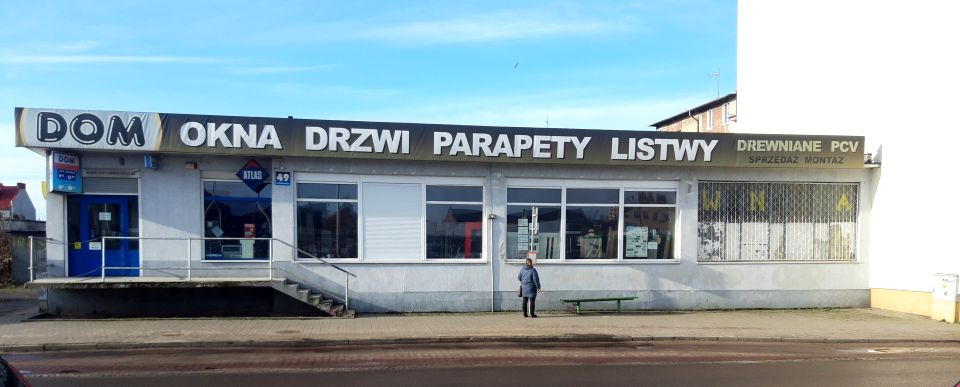 DOM OKNA DRZWI PARAPETY LISTWY DREWNIANE PCV
SPRZEDAŻ MONTAŻ
DOM
ATLAS
49
W N A